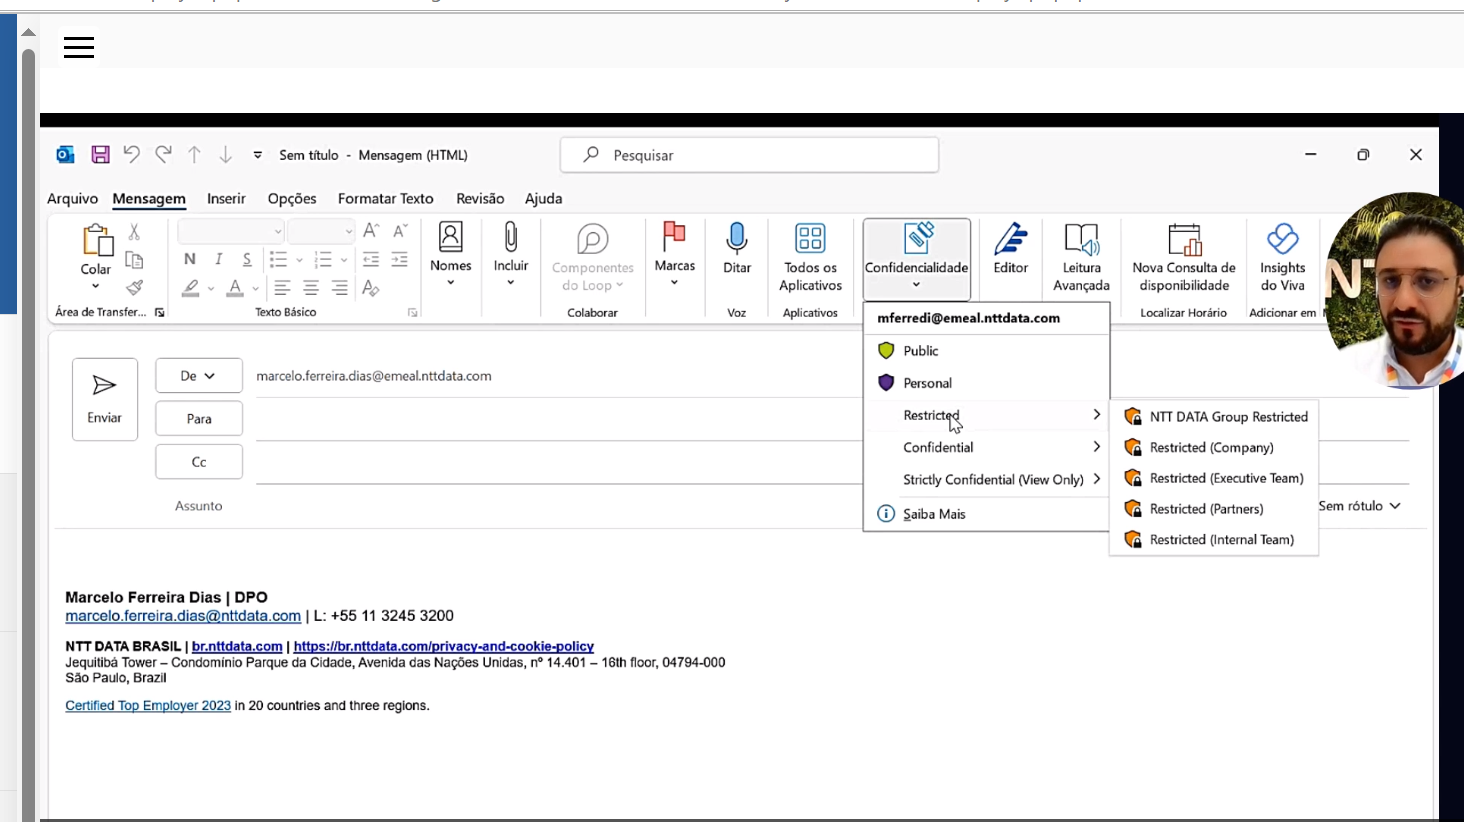 Sem título - Mensagem (HTML)
Pesquisar
Arquivo Mensagem Inserir Opções Formatar Texto Revisão Ajuda
Colar
Área de Transfer...
N I S
A
Texto Básico
Nomes
Incluir
Componentes
do Loop
Colaborar
Marcas
Ditar
Voz
Todos os
Aplicativos
Aplicativos
Confidencialidade
Editor
Leitura
Avançada
Nova Consulta de
disponibilidade
Localizar Horário
Insights
do Viva
Adicionar em
mferredi@emeal.nttdata.com
Public
Personal
Restricted
Confidential
Strictly Confidential (View Only)
Saiba Mais
NTT DATA Group Restricted
Restricted (Company)
Restricted (Executive Team)
Restricted (Partners)
Restricted (Internal Team)
Enviar
De
marcelo.ferreira.dias@emeal.nttdata.com
Para
Cc
Assunto
Sem rótulo
Marcelo Ferreira Dias | DPO
marcelo.ferreira.dias@nttdata.com | L: +55 11 3245 3200
NTT DATA BRASIL | br.nttdata.com | https://br.nttdata.com/privacy-and-cookie-policy
Jequitibá Tower – Condomínio Parque da Cidade, Avenida das Nações Unidas, nº 14.401 – 16th floor, 04794-000
São Paulo, Brazil
Certified Top Employer 2023 in 20 countries and three regions.